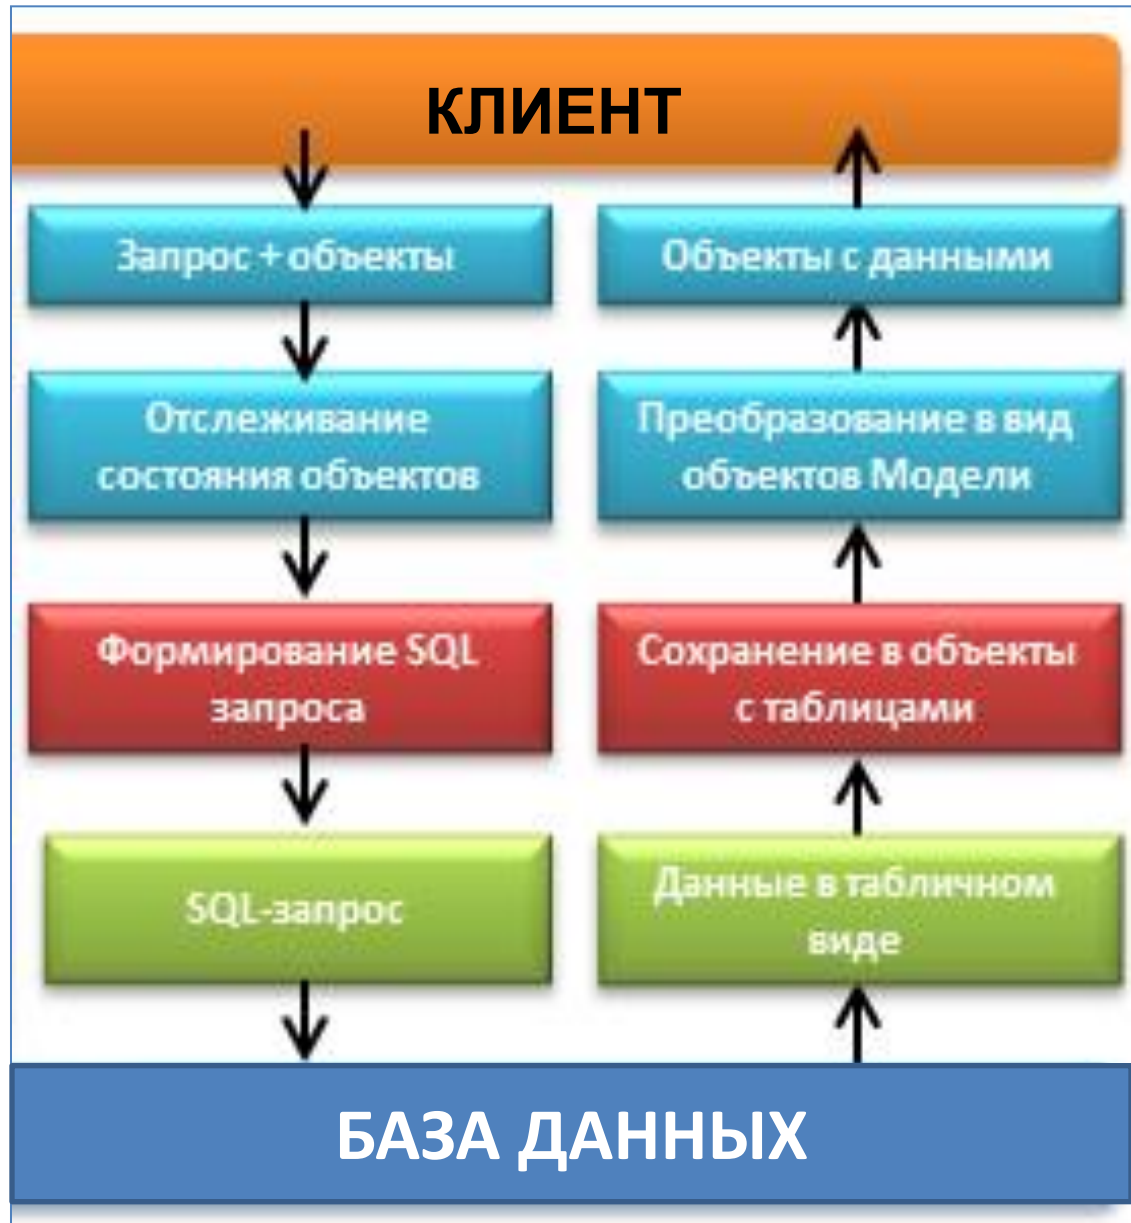 КЛИЕНТ
Запрос + объекты
Отслеживание
состояния объектов
Формирование SQL
запроса
SQL-запрос
Объекты с данными
Преобразование в вид
объектов Модели
Сохранение в объекты
с таблицами
Данные в табличном
виде
БАЗА ДАННЫХ